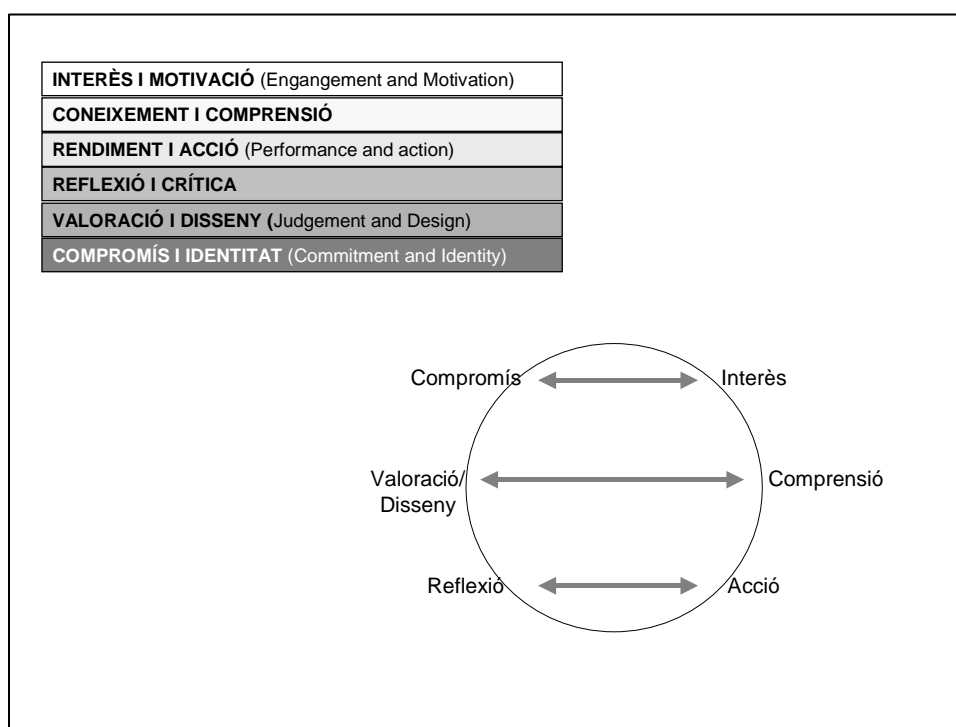 INTERÈS I MOTIVACIÓ (Engangement and Motivation)
CONEIXEMENT I COMPRENSIÓ
RENDIMENT I ACCIÓ (Performance and action)
REFLEXIÓ I CRÍTICA
VALORACIÓ I DISSENY (Judgement and Design)
COMPROMÍS I IDENTITAT (Commitment and Identity)
Compromís
Interès
Valoració/
Disseny
Comprensió
Reflexió
Acció